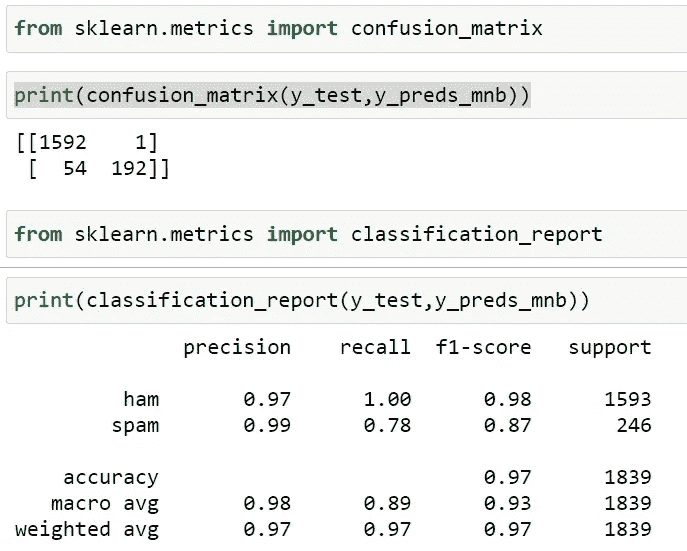 from sklearn.metrics import confusion_matrix
print(confusion_matrix(y_test,y_preds_mnb))
[[1592    1]
 [  54  192]]
from sklearn.metrics import classification_report
print(classification_report(y_test,y_preds_mnb))
              precision    recall  f1-score   support
         ham       0.97      1.00      0.98      1593
        spam       0.99      0.78      0.87       246
    accuracy                           0.97      1839
   macro avg       0.98      0.89      0.93      1839
weighted avg       0.97      0.97      0.97      1839